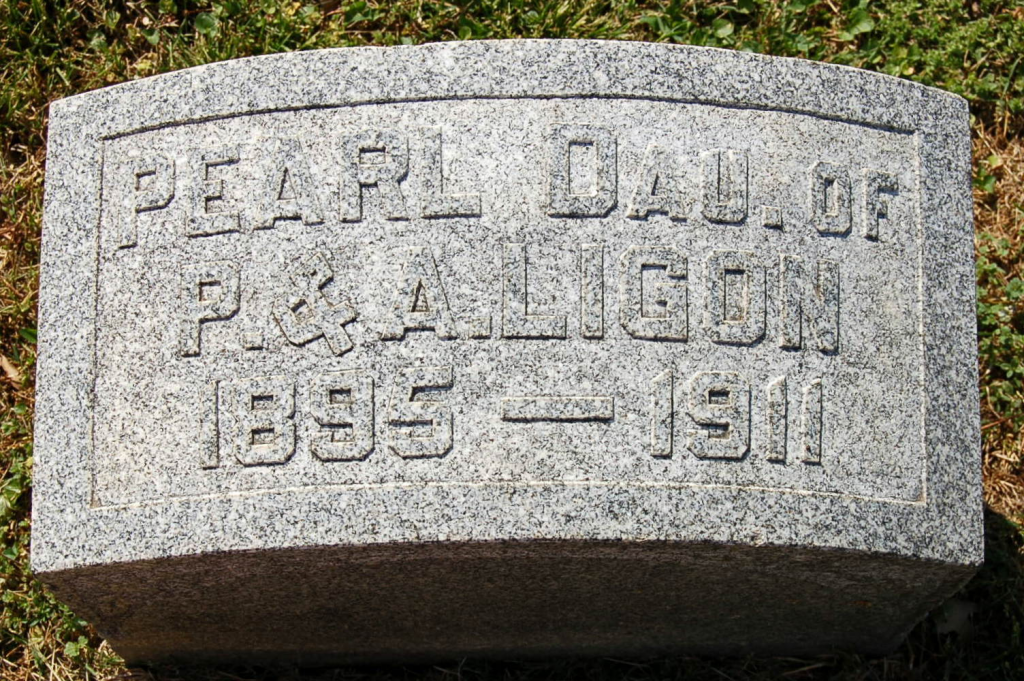 PEARL DAU. OF
P. & A. LIGON
1895 — 1911